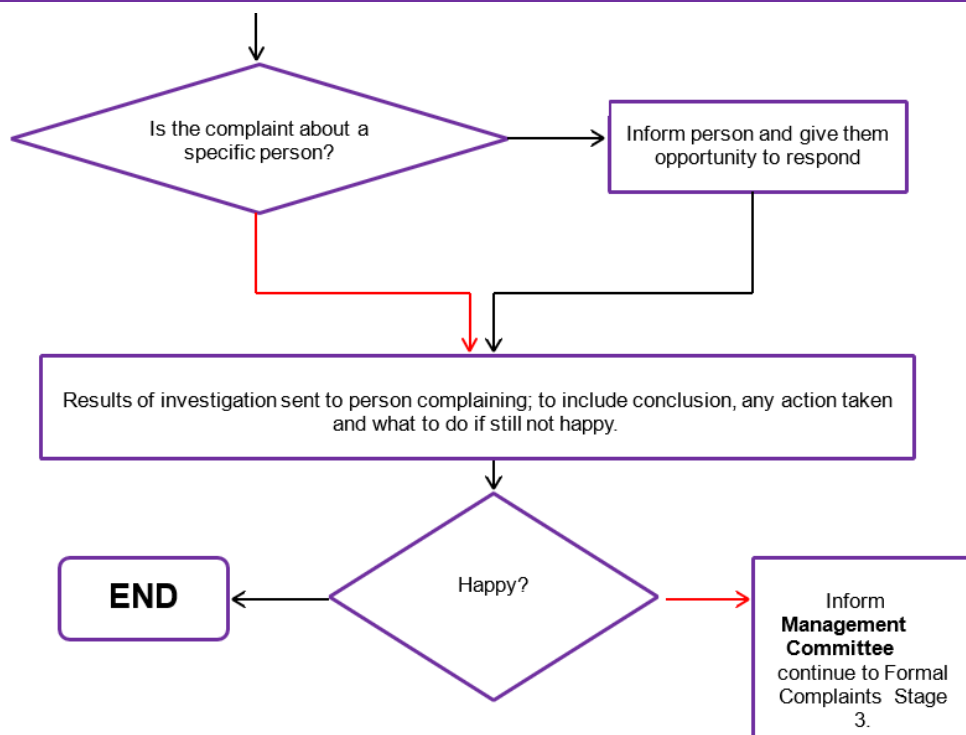 Is the complaint about a
specific person?
Inform person and give them
opportunity to respond
Results of investigation sent to person complaining; to include conclusion, any action taken
and what to do if still not happy.
Happy?
END
Inform
Management
Committee
continue to Formal
Complaints Stage
3.